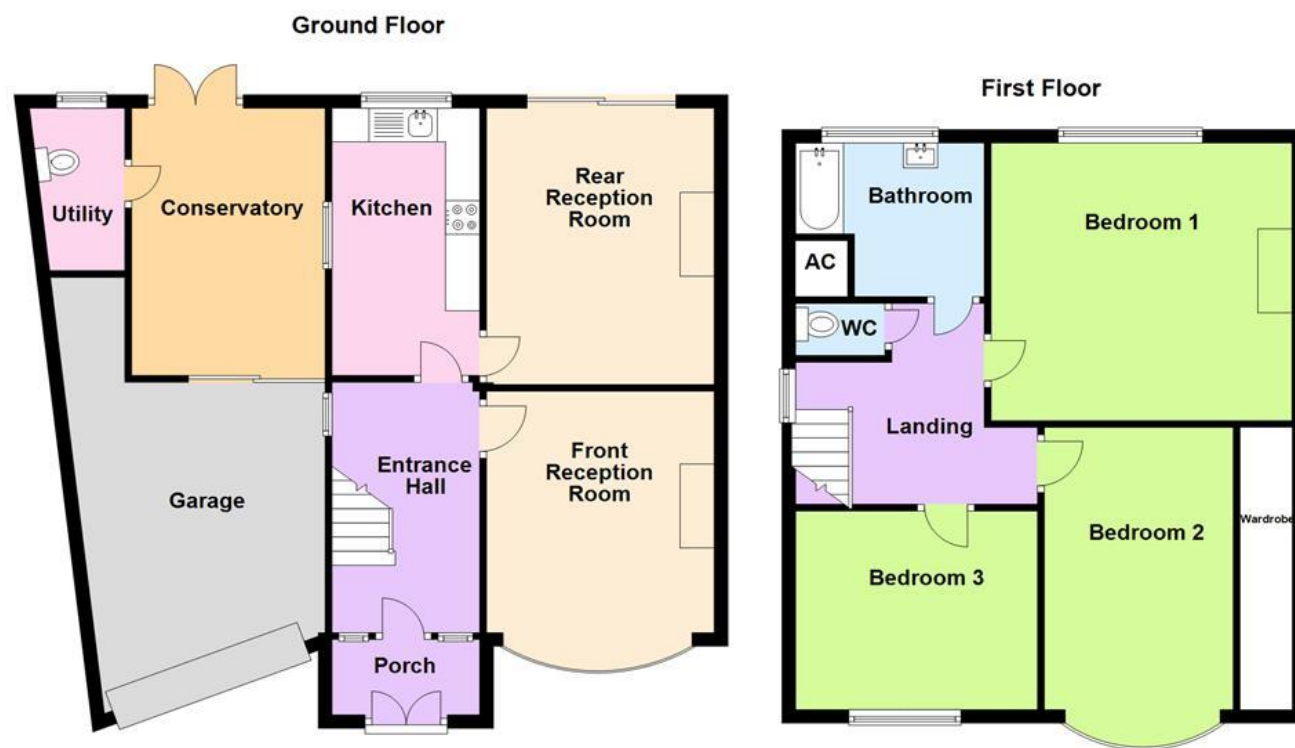 Ground Floor
Utility
Conservatory
Kitchen
Rear
Reception
Room
Garage
Entrance
Hall
Front
Reception
Room
Porch
First Floor
Bathroom
Bedroom 1
AC
WC
Landing
Bedroom 2
Wardrobe
Bedroom 3